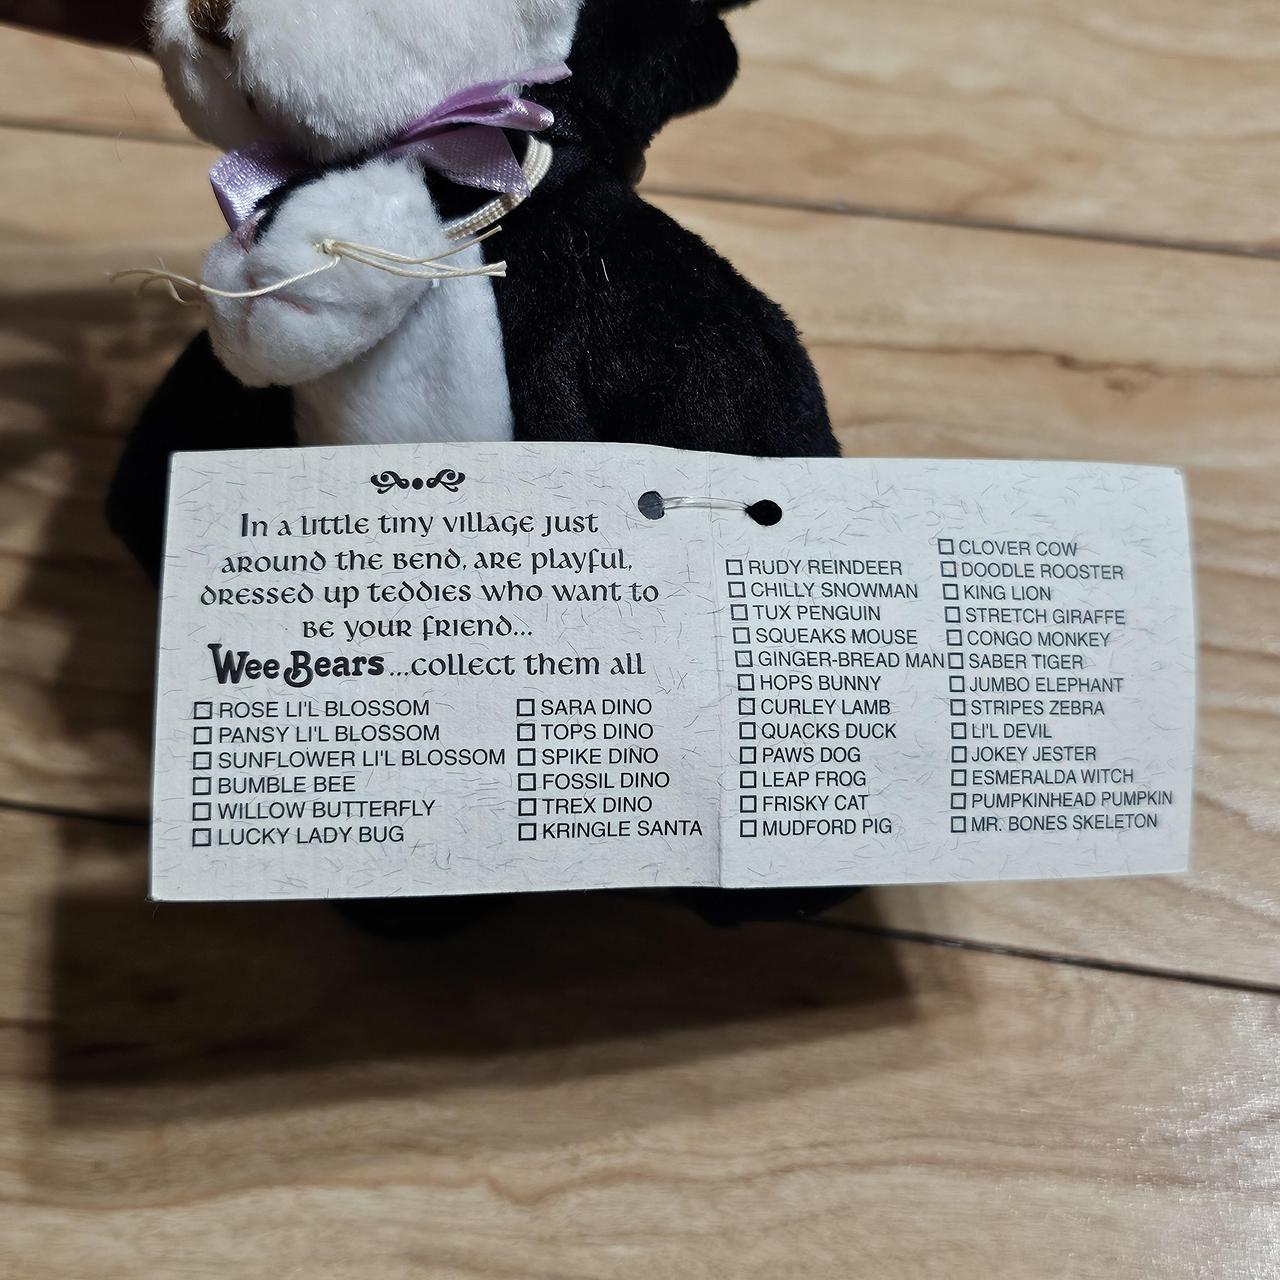 In a little tiny village just
around the bend, are playful,
dressed up teddies who want to
be your friend...
Wee Bears...collect them all
ROSE LI'L BLOSSOM
PANSY LI'L BLOSSOM
SUNFLOWER LI'L BLOSSOM
BUMBLE BEE
WILLOW BUTTERFLY
LUCKY LADY BUG
SARA DINO
TOPS DINO
SPIKE DINO
FOSSIL DINO
TREX DINO
KRINGLE SANTA
RUDY REINDEER
CHILLY SNOWMAN
TUX PENGUIN
SQUEAKS MOUSE
GINGER-BREAD MAN
HOPS BUNNY
CURLEY LAMB
QUACKS DUCK
PAWS DOG
LEAP FROG
FRISKY CAT
MUDFORD PIG
CLOVER COW
DOODLE ROOSTER
KING LION
STRETCH GIRAFFE
CONGO MONKEY
SABER TIGER
JUMBO ELEPHANT
STRIPES ZEBRA
LI'L DEVIL
JOKEY JESTER
ESMERALDA WITCH
PUMPKINHEAD PUMPKIN
MR. BONES SKELETON